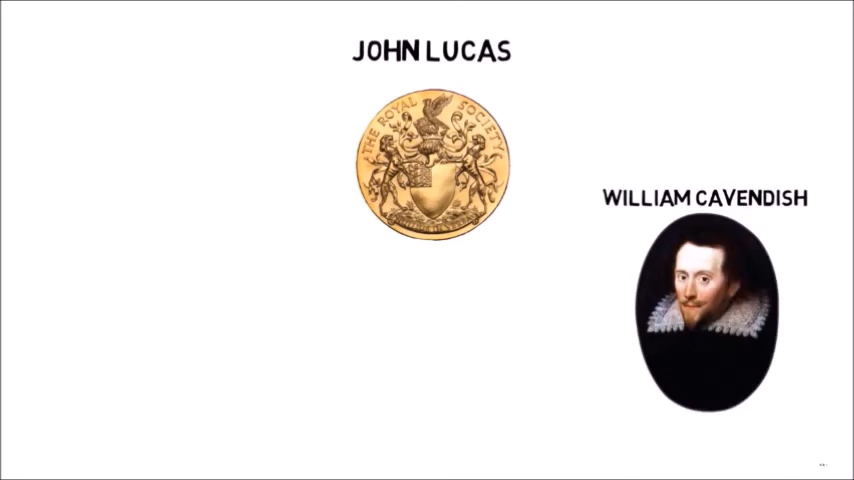 JOHN LUCAS
THE ROYAL SOCIETY
WILLIAM CAVENDISH